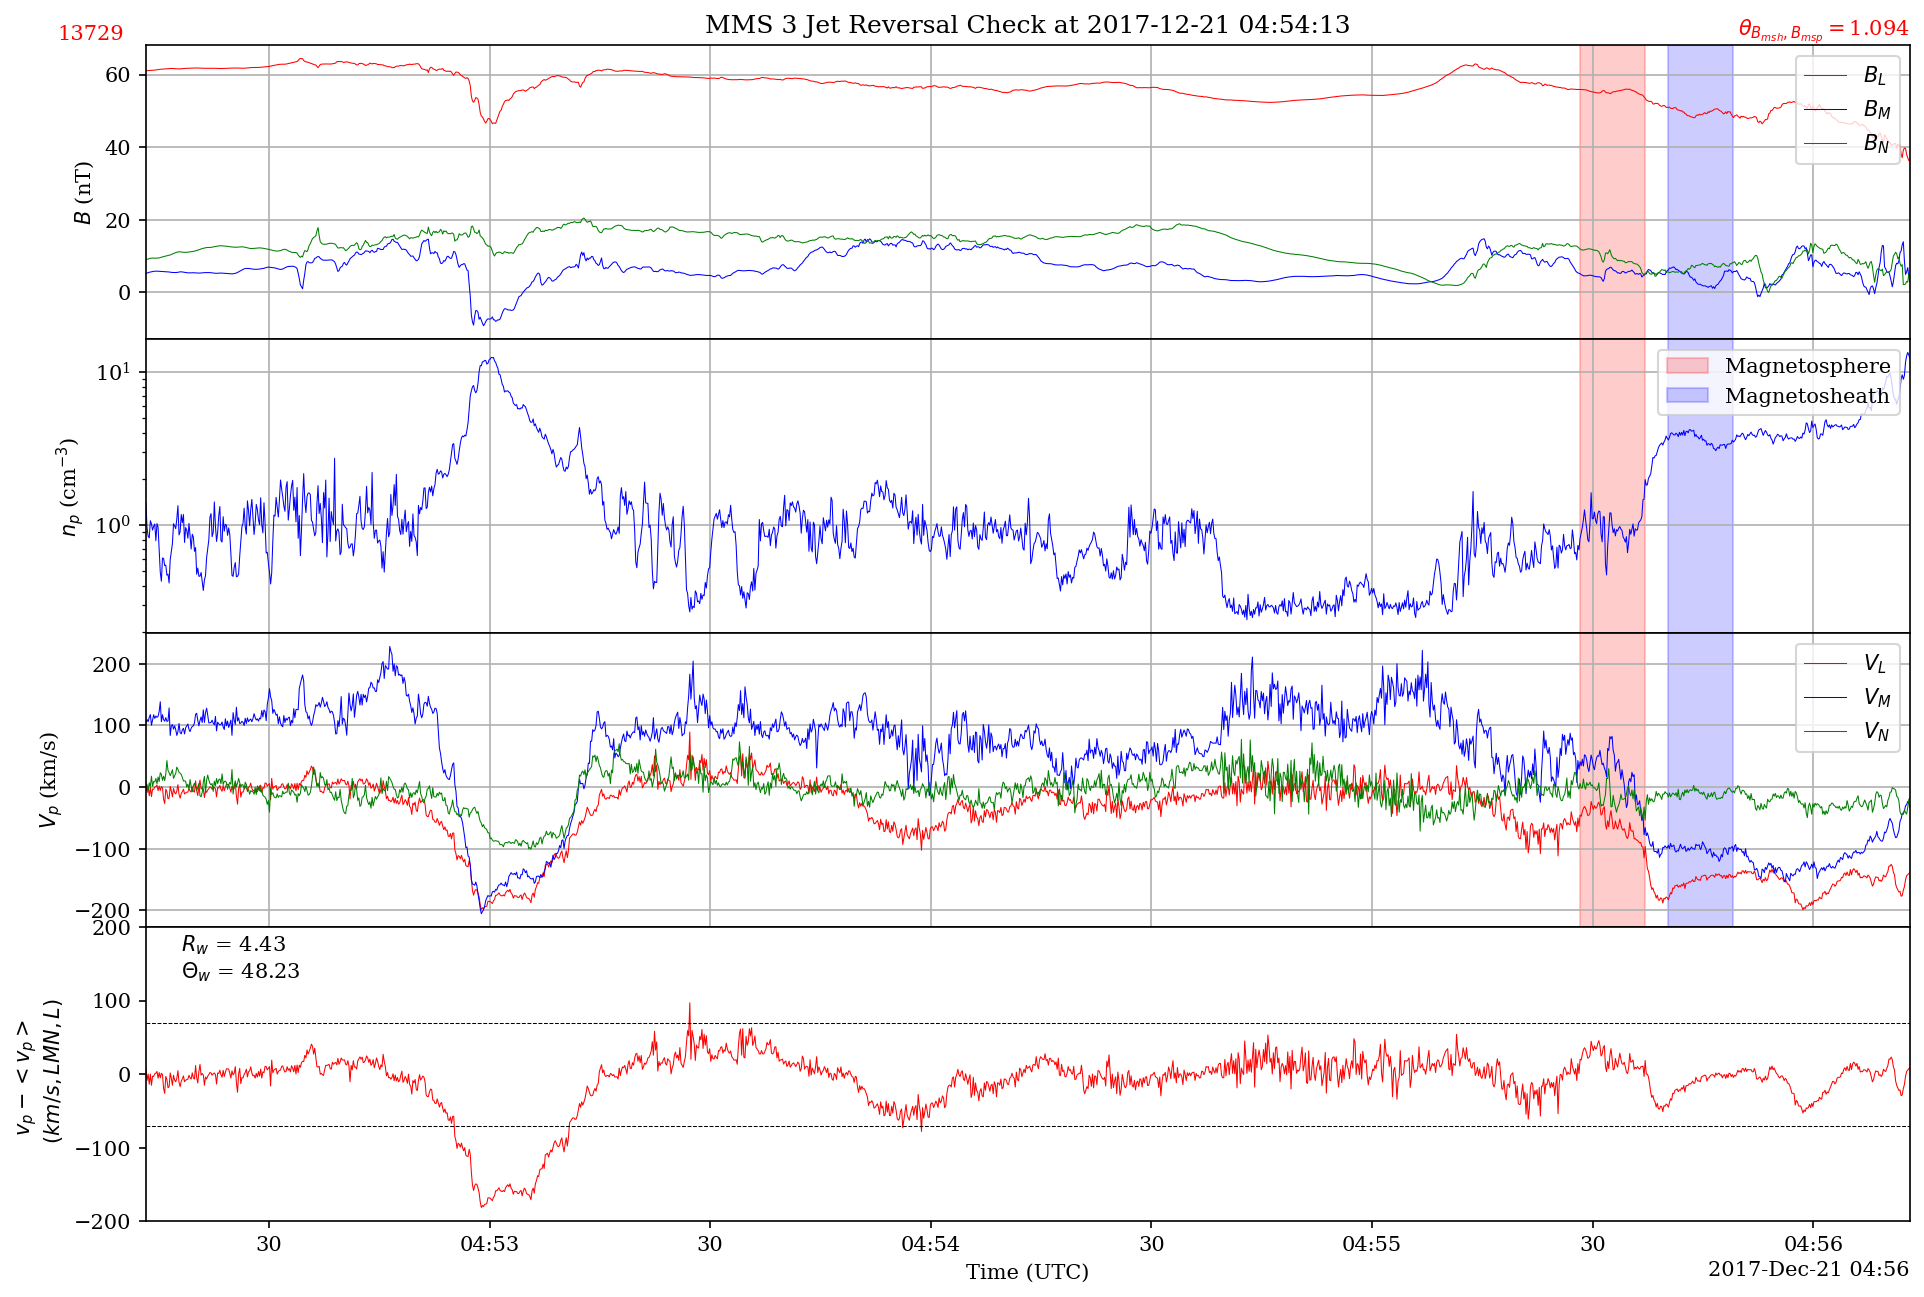 13729
MMS 3 Jet Reversal Check at 2017-12-21 04:54:13
θ_{B_{msh}, B_{msp}} = 1.094
B (nT)
60
40
20
0
B_L
B_M
B_N
n_p (cm^{-3})
10^1
10^0
Magnetosphere
Magnetosheath
V_p (km/s)
200
100
0
−100
−200
V_L
V_M
V_N
v_p − < v_p >
(km/s, LMN, L)
200
100
0
−100
−200
R_w = 4.43
Θ_w = 48.23
30
04:53
30
04:54
30
04:55
30
04:56
Time (UTC)
2017-Dec-21 04:56